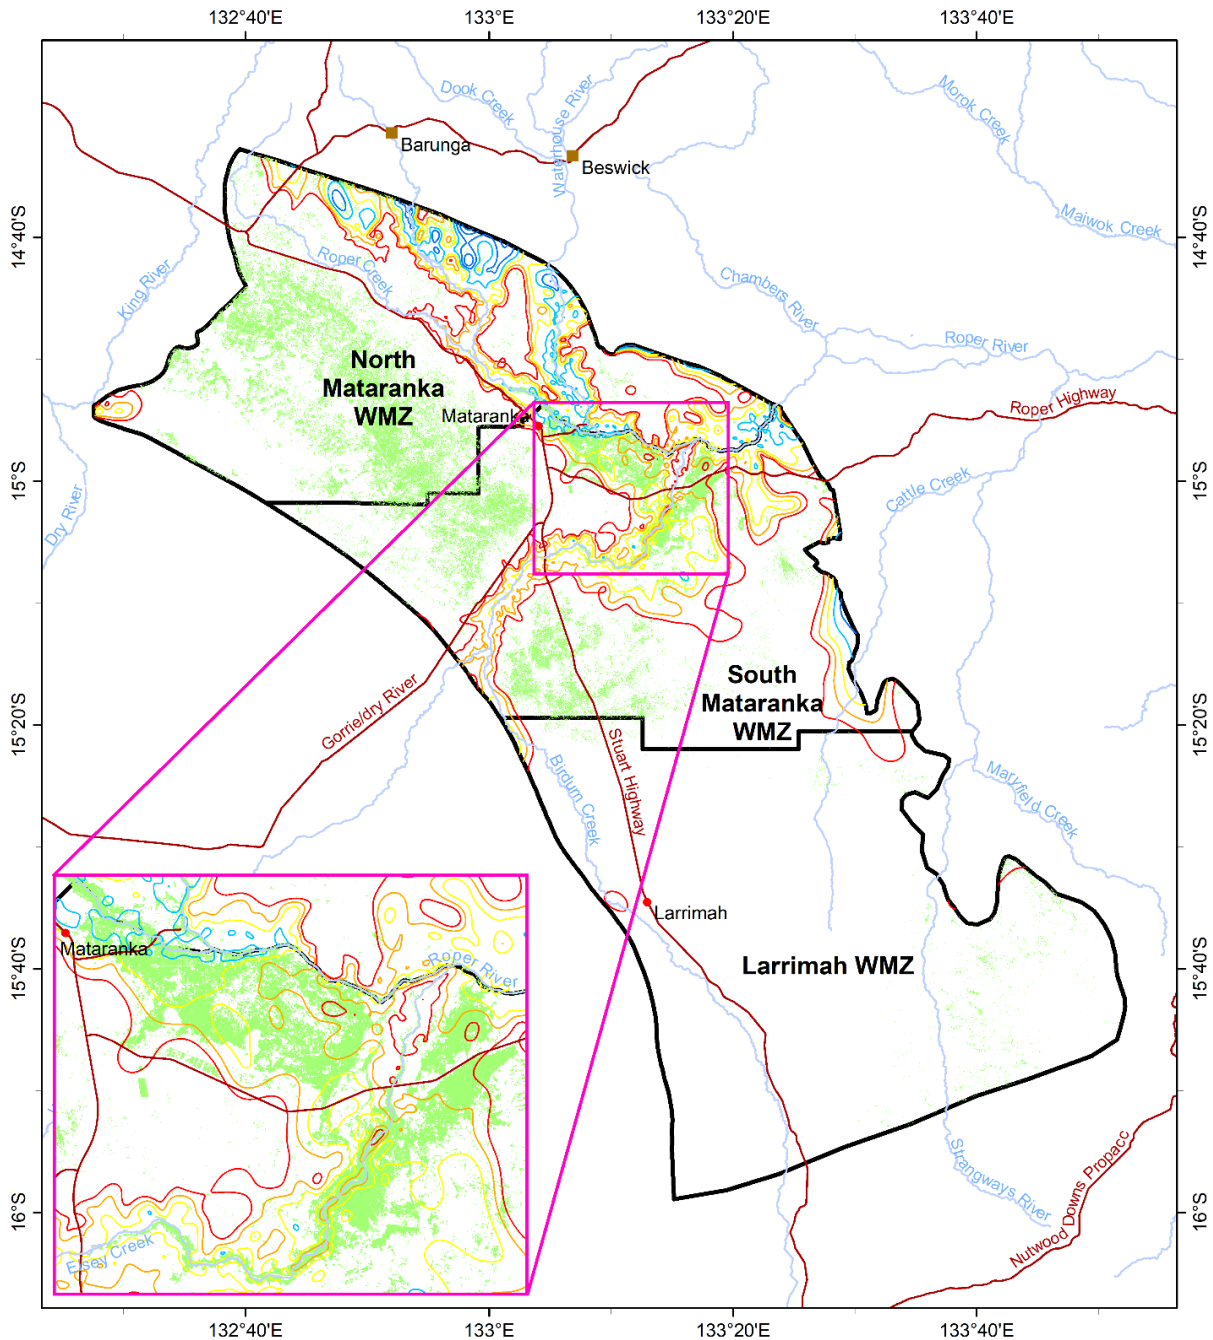 132°40'E
133°E
133°20'E
133°40'E
Dook Creek
Waterhouse River
Morok Creek
Barunga
Beswick
14°40'S
14°40'S
Maiwok Creek
King River
Roper Creek
Chambers River
Roper River
North
Mataranka
WMZ
Mataranka
Roper Highway
15°S
15°S
Dry River
Cattle Creek
South
Mataranka
WMZ
Gorrie/dry River
15°20'S
15°20'S
Stuart Highway
Birdum Creek
Maryfield Creek
Larrimah
Mataranka
Roper River
15°40'S
15°40'S
Larrimah WMZ
Elsey Creek
Strangways River
Nutwood Downs Propacc
16°S
16°S
132°40'E
133°E
133°20'E
133°40'E